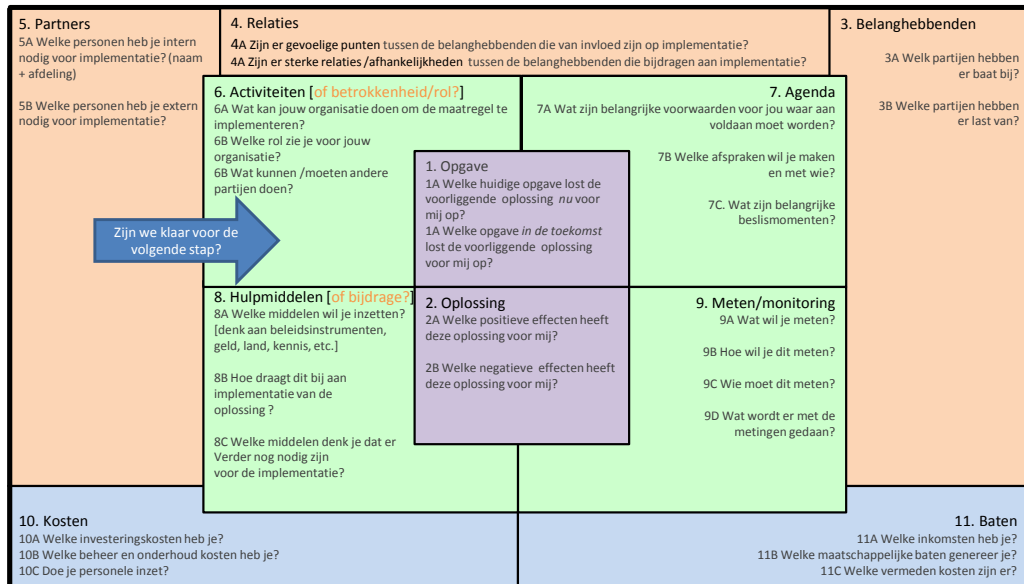 5. Partners
5A Welke personen heb je intern
nodig voor implementatie? (naam
+ afdeling)
5B Welke personen heb je extern
nodig voor implementatie?
4. Relaties
4A Zijn er gevoelige punten tussen de belanghebbenden die van invloed zijn op implementatie?
4A Zijn er sterke relaties /afhankelijkheden tussen de belanghebbenden die bijdragen aan implementatie?
3. Belanghebbenden
3A Welk partijen hebben
er baat bij?
3B Welke partijen hebben
er last van?
6. Activiteiten [of betrokkenheid/rol?]
6A Wat kan jouw organisatie doen om de maatregel te
implementeren?
6B Welke rol zie je voor jouw
organisatie?
6B Wat kunnen /moeten andere
partijen doen?
7. Agenda
7A Wat zijn belangrijke voorwaarden voor jou waar aan
voldaan moet worden?
7B Welke afspraken wil je maken
en met wie?
7C. Wat zijn belangrijke
beslismomenten?
1. Opgave
1A Welke huidige opgave lost de
voorliggende oplossing nu voor
mij op?
1A Welke opgave in de toekomst
lost de voorliggende oplossing
voor mij op?
Zijn we klaar voor de
volgende stap?
8. Hulpmiddelen [of bijdrage?]
8A Welke middelen wil je inzetten?
[denk aan beleidsinstrumenten,
geld, land, kennis, etc.]
8B Hoe draagt dit bij aan
implementatie van de
oplossing ?
8C Welke middelen denk je dat er
Verder nog nodig zijn
voor de implementatie?
2. Oplossing
2A Welke positieve effecten heeft
deze oplossing voor mij?
2B Welke negatieve effecten heeft
deze oplossing voor mij?
9. Meten/monitoring
9A Wat wil je meten?
9B Hoe wil je dit meten?
9C Wie moet dit meten?
9D Wat wordt er met de
metingen gedaan?
10. Kosten
10A Welke investeringskosten heb je?
10B Welke beheer en onderhoud kosten heb je?
10C Doe je personele inzet?
11. Baten
11A Welke inkomsten heb je?
11B Welke maatschappelijke baten genereer je?
11C Welke vermeden kosten zijn er?